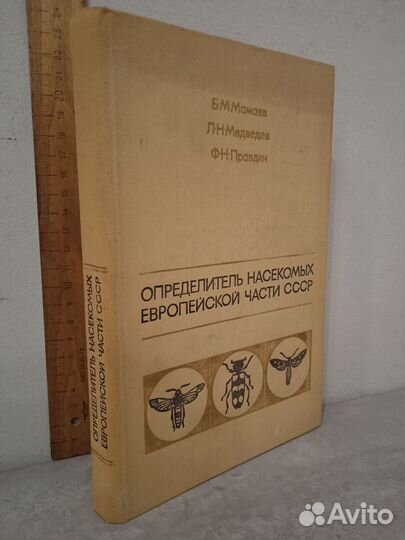 Б·М·Мамаев
Л·Н·Медведев
Ф·Н·Правдин
ОПРЕДЕЛИТЕЛЬ НАСЕКОМЫХ
ЕВРОПЕЙСКОЙ ЧАСТИ СССР
ОПРЕДЕЛИТЕЛЬ НАСЕКОМЫХ
ЕВРОПЕЙСКОЙ ЧАСТИ СССР
Avito